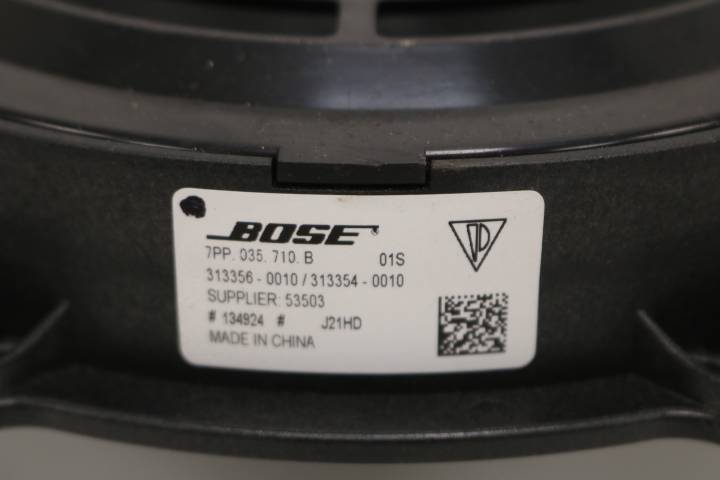 BOSE
7PP. 035. 710. B 01S
313356 - 0010 / 313354 - 0010
SUPPLIER: 53503
# 134924 # J21HD
MADE IN CHINA